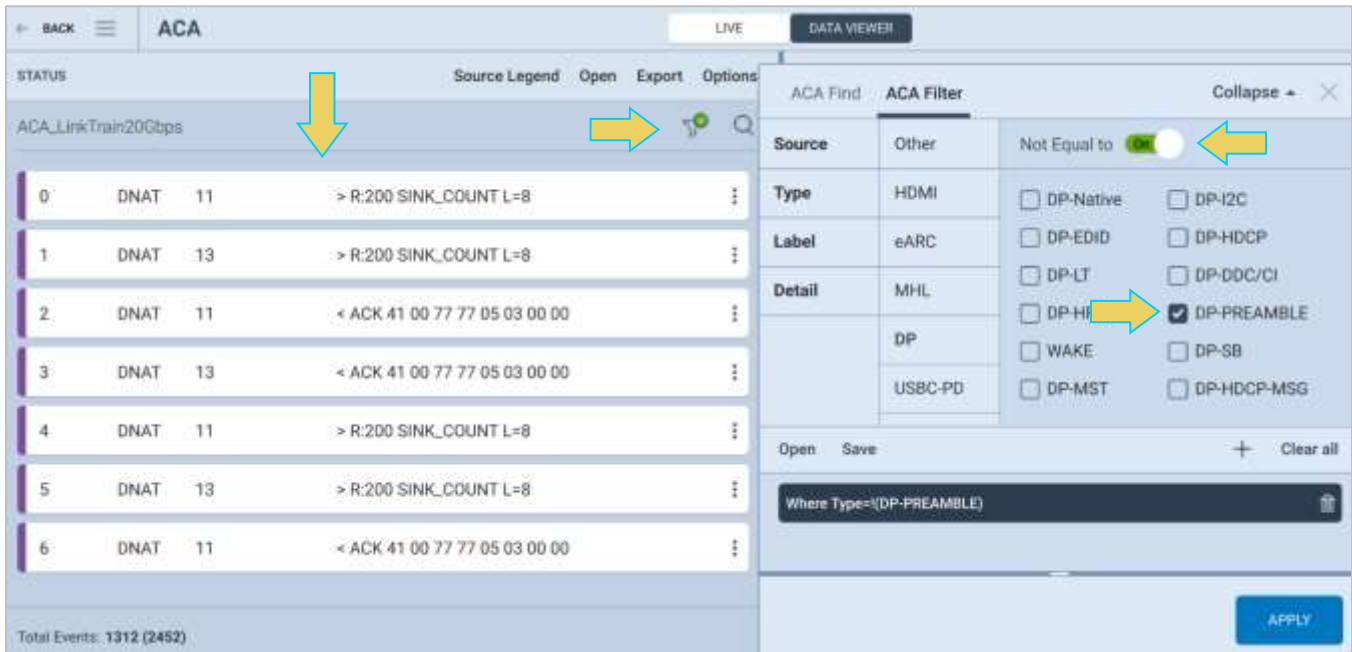 ← BACK ACA LIVE DATA VIEWER
STATUS Source Legend Open Export Options
ACA_LinkTrain20Gbps
0 DNAT 11 > R:200 SINK_COUNT L=8
1 DNAT 13 > R:200 SINK_COUNT L=8
2 DNAT 11 < ACK 41 00 77 77 05 03 00 00
3 DNAT 13 < ACK 41 00 77 77 05 03 00 00
4 DNAT 11 > R:200 SINK_COUNT L=8
5 DNAT 13 > R:200 SINK_COUNT L=8
6 DNAT 11 < ACK 41 00 77 77 05 03 00 00
Total Events: 1312 (2452)
ACA Find ACA Filter Collapse
Source
Type
Label
Detail
Other
HDMI
eARC
MHL
DP
USBC-PD
Not Equal to On
DP-Native DP-I2C
DP-EDID DP-HDCP
DP-LT DP-DDC/CI
DP-PREAMBLE
WAKE DP-SB
DP-MST DP-HDCP-MSG
Open Save + Clear all
Where Type=!(DP-PREAMBLE)
APPLY